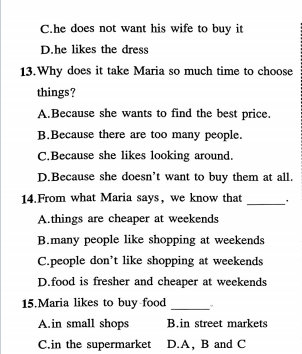 C.he does not want his wife to buy it
D.he likes the dress
13.Why does it take Maria so much time to choose
things?
A.Because she wants to find the best price.
B.Because there are too many people.
C.Because she likes looking around.
D.Because she doesn't want to buy them at all.
14.From what Maria says, we know that ______.
A.things are cheaper at weekends
B.many people like shopping at weekends
C.people don't like shopping at weekends
D.food is fresher and cheaper at weekends
15.Maria likes to buy food ______.
A.in small shops B.in street markets
C.in the supermarket D.A, B and C